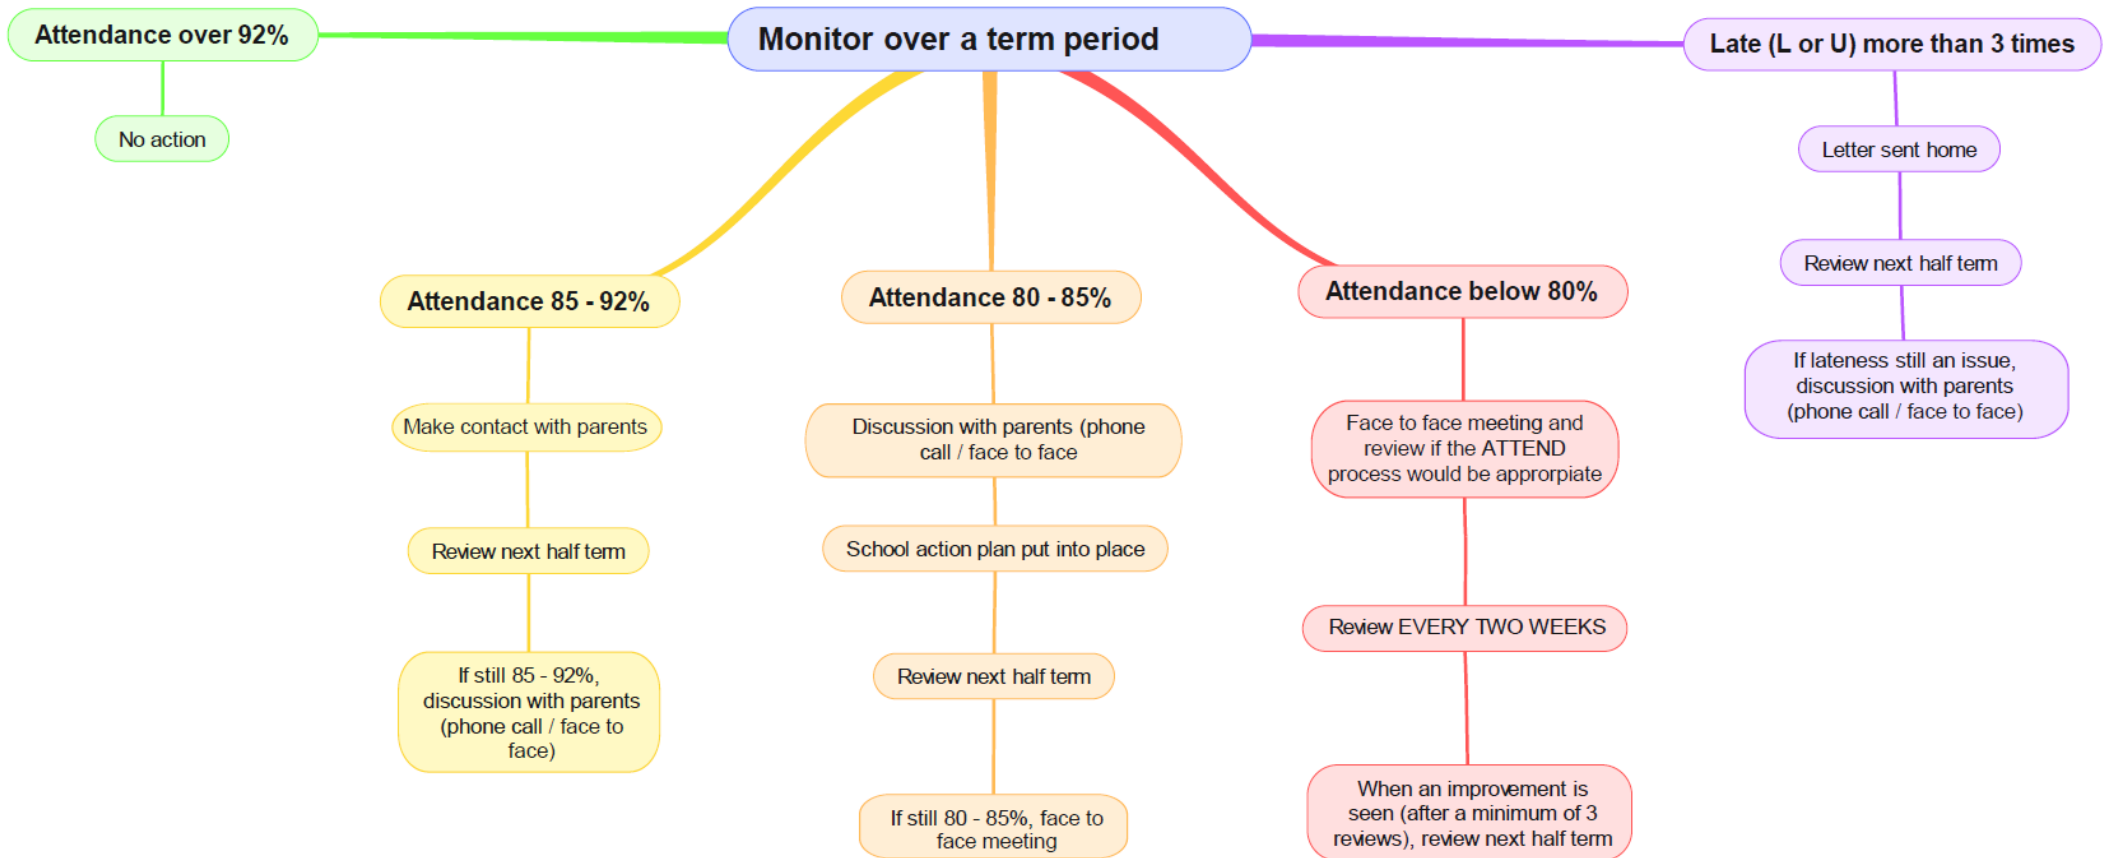 Monitor over a term period
Attendance over 92%
No action
Attendance 85 - 92%
Make contact with parents
Review next half term
If still 85 - 92%,
discussion with parents
(phone call / face to
face)
Attendance 80 - 85%
Discussion with parents (phone
call / face to face
School action plan put into place
Review next half term
If still 80 - 85%, face to
face meeting
Attendance below 80%
Face to face meeting and
review if the ATTEND
process would be approrpiate
Review EVERY TWO WEEKS
When an improvement is
seen (after a minimum of 3
reviews), review next half term
Late (L or U) more than 3 times
Letter sent home
Review next half term
If lateness still an issue,
discussion with parents
(phone call / face to face)